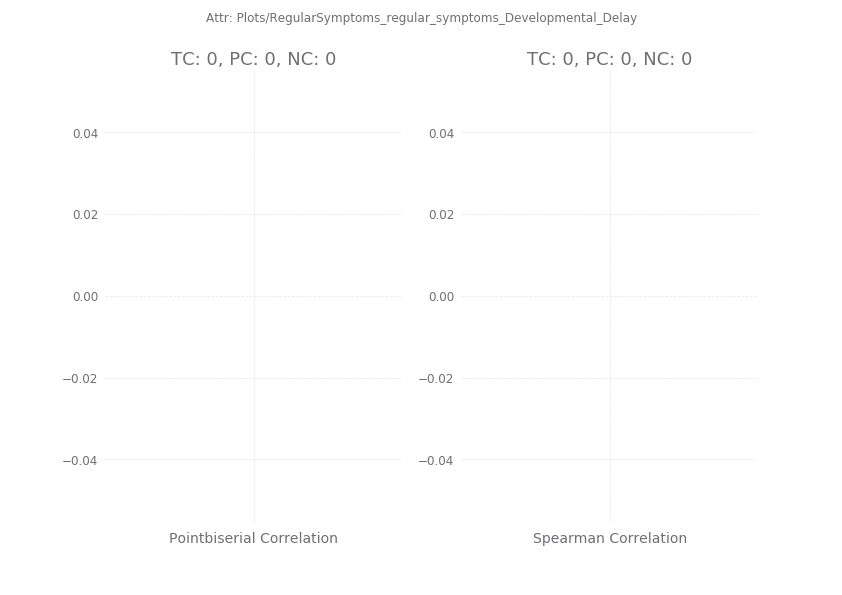 Attr: Plots/RegularSymptoms_regular_symptoms_Developmental_Delay
TC: 0, PC: 0, NC: 0
0.04
0.02
0.00
−0.02
−0.04
Pointbiserial Correlation
TC: 0, PC: 0, NC: 0
0.04
0.02
0.00
−0.02
−0.04
Spearman Correlation